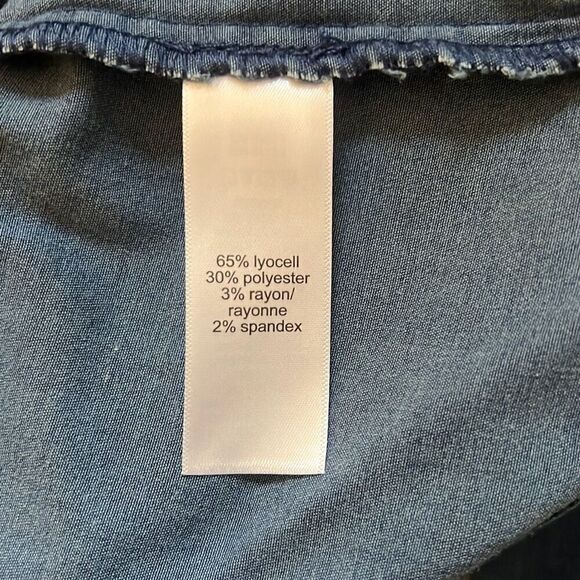 65% lyocell
30% polyester
3% rayon/
rayonne
2% spandex